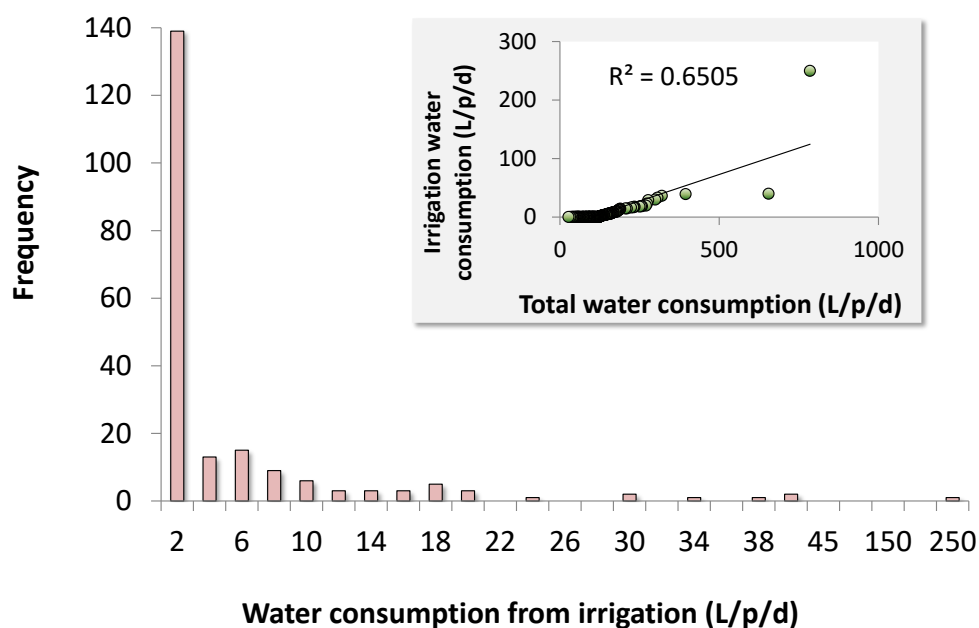 140
120
100
80
60
40
20
0
Frequency
2 6 10 14 18 22 26 30 34 38 45 150 250
Water consumption from irrigation (L/p/d)
300
200
100
0
Irrigation water
consumption (L/p/d)
R² = 0.6505
0 500 1000
Total water consumption (L/p/d)